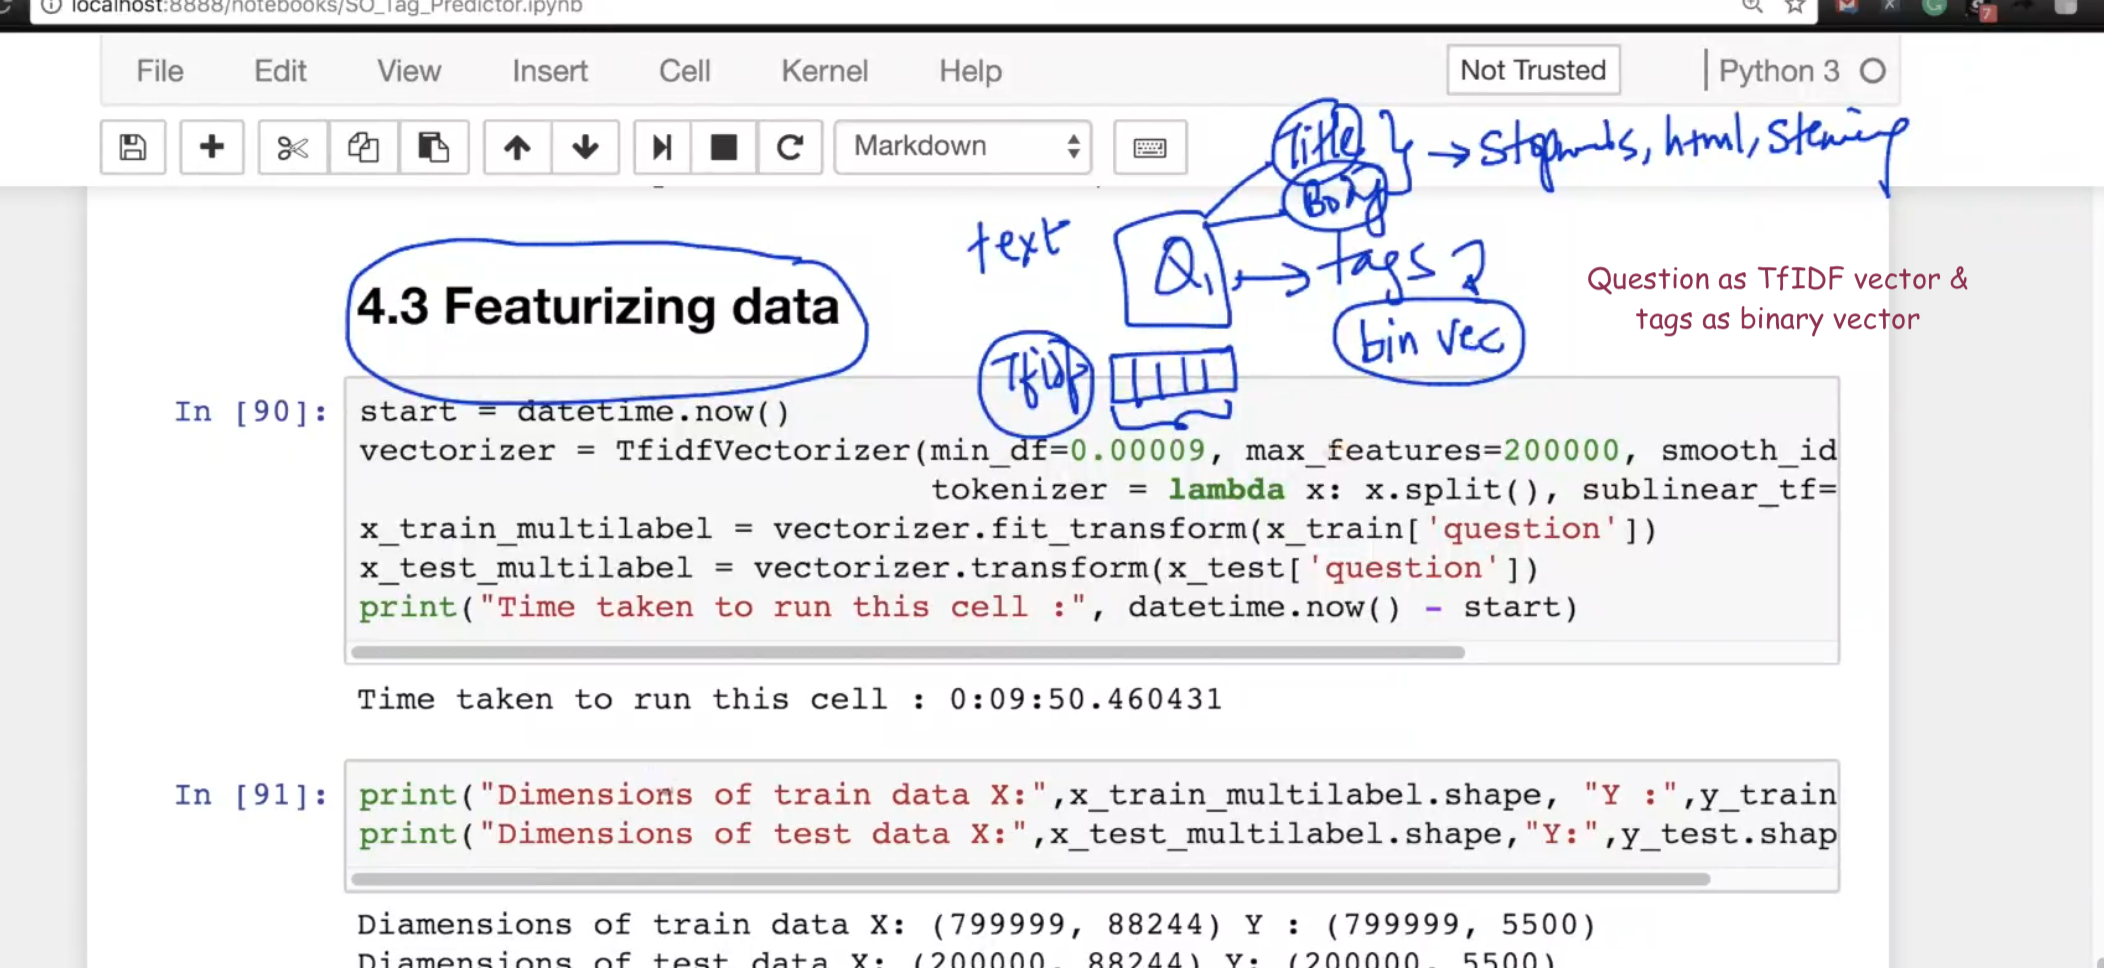 localhost:8888/notebooks/SO_Tag_Predictor.ipynb
7
File Edit View Insert Cell Kernel Help Not Trusted Python 3
Markdown
Title
Body
→ Stopwords, html, Steming
text
Q1 → tags
bin vec
Question as TfIDF vector &
tags as binary vector
4.3 Featurizing data
Tfidf
In [90]:
start = datetime.now()
vectorizer = TfidfVectorizer(min_df=0.00009, max_features=200000, smooth_id
tokenizer = lambda x: x.split(), sublinear_tf=
x_train_multilabel = vectorizer.fit_transform(x_train['question'])
x_test_multilabel = vectorizer.transform(x_test['question'])
print("Time taken to run this cell :", datetime.now() - start)
Time taken to run this cell : 0:09:50.460431
In [91]:
print("Dimensions of train data X:",x_train_multilabel.shape, "Y :",y_train
print("Dimensions of test data X:",x_test_multilabel.shape,"Y:",y_test.shap
Diamensions of train data X: (799999, 88244) Y : (799999, 5500)
Diamensions of test data X: (200000, 88244) Y: (200000, 5500)